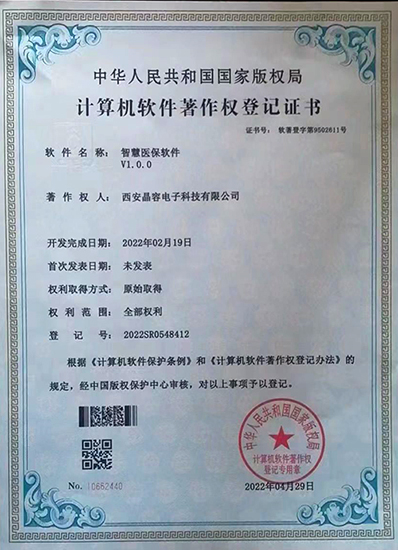 中华人民共和国国家版权局
计算机软件著作权登记证书
证书号： 软著登字第9502611号
软件名称： 智慧医保软件
V1.0.0
著作权人： 西安晶容电子科技有限公司
开发完成日期： 2022年02月19日
首次发表日期： 未发表
权利取得方式： 原始取得
权利范围： 全部权利
登记号： 2022SR0548412
根据《计算机软件保护条例》和《计算机软件著作权登记办法》的
规定，经中国版权保护中心审核，对以上事项予以登记。
中华人民共和国国家版权局
计算机软件著作权
登记专用章
No. 10662440
2022年04月29日